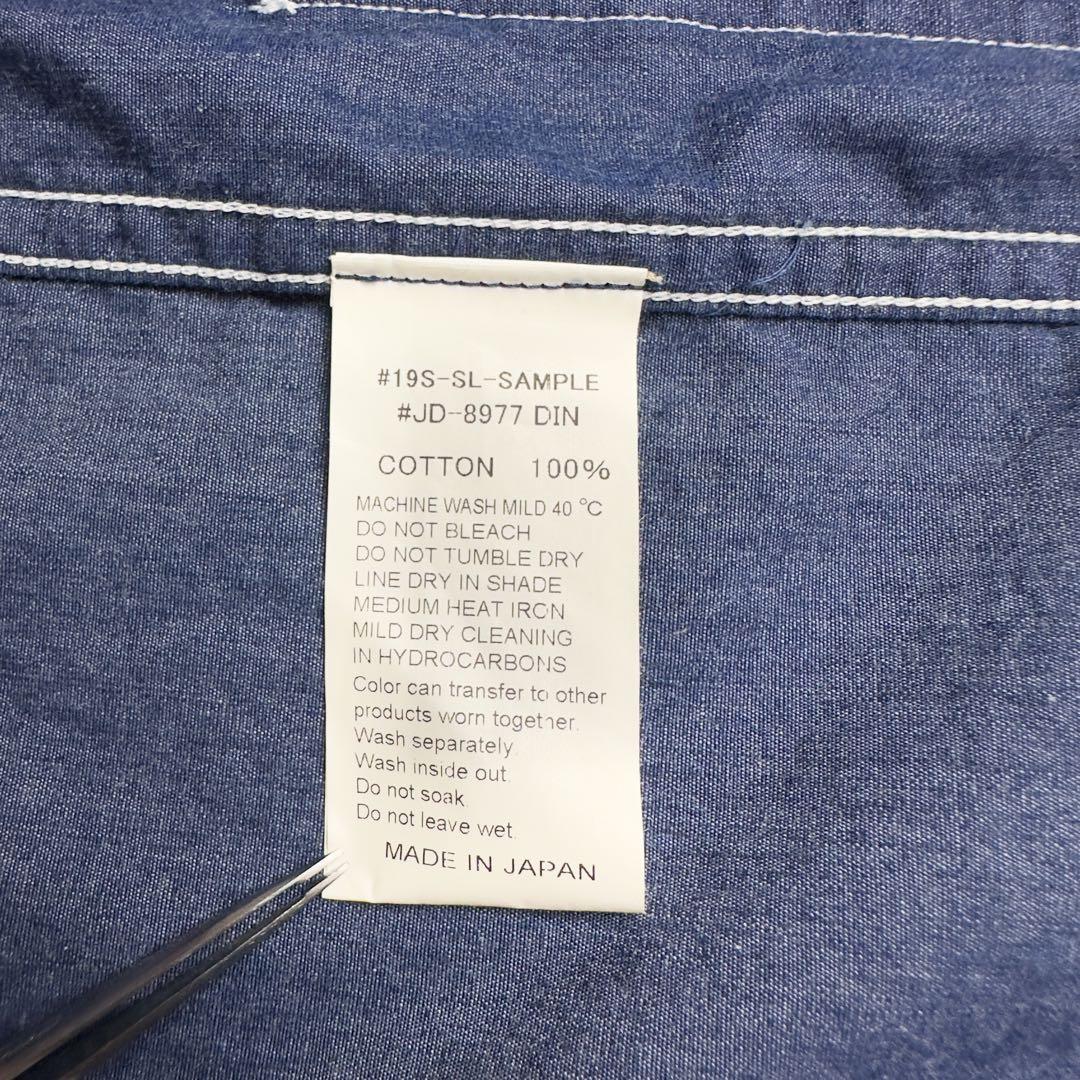 #19S-SL-SAMPLE
#JD-8977 DIN
COTTON 100%
MACHINE WASH MILD 40 °C
DO NOT BLEACH
DO NOT TUMBLE DRY
LINE DRY IN SHADE
MEDIUM HEAT IRON
MILD DRY CLEANING
IN HYDROCARBONS
Color can transfer to other
products worn together.
Wash separately.
Wash inside out.
Do not soak.
Do not leave wet.
MADE IN JAPAN